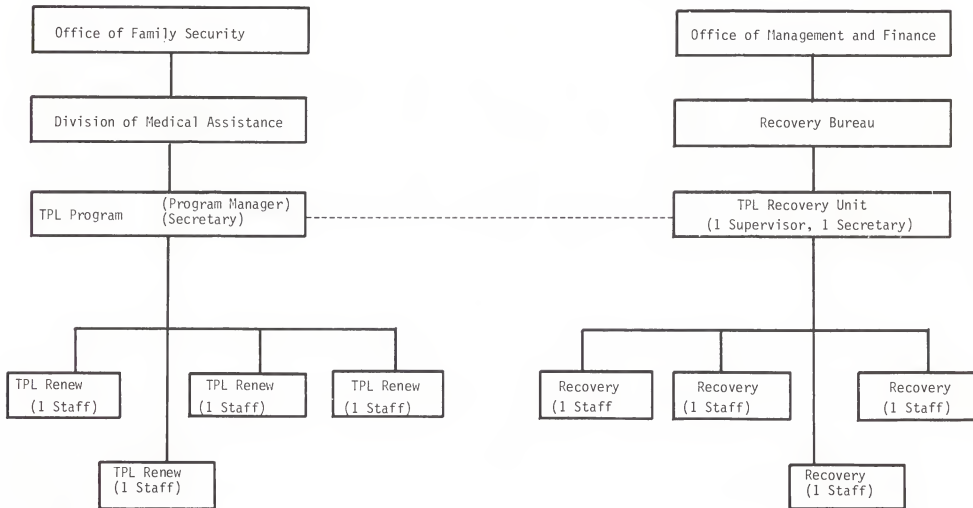 Office of Family Security
Office of Management and Finance
Division of Medical Assistance
Recovery Bureau
TPL Program (Program Manager)
(Secretary)
TPL Recovery Unit
(1 Supervisor, 1 Secretary)
TPL Renew
(1 Staff)
TPL Renew
(1 Staff)
TPL Renew
(1 Staff)
Recovery
(1 Staff
Recovery
(1 Staff)
Recovery
(1 Staff)
TPL Renew
(1 Staff)
Recovery
(1 Staff)